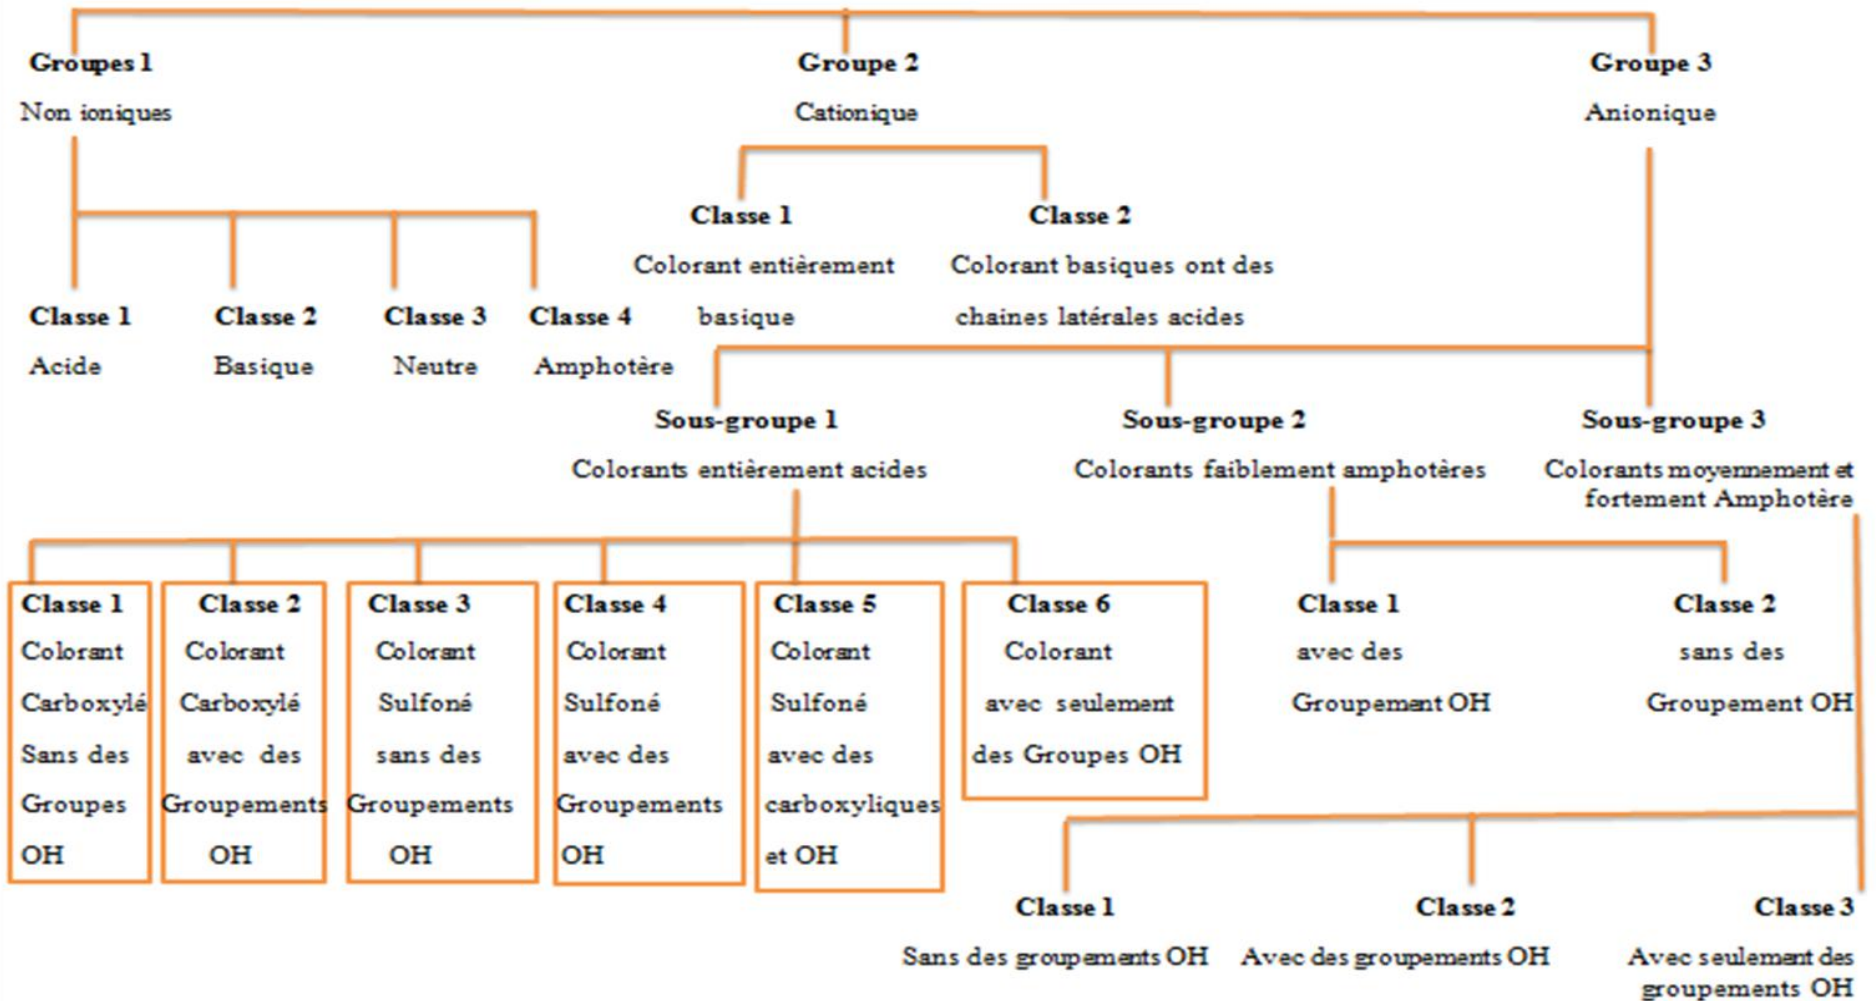 Groupes 1
Non ioniques
Groupe 2
Cationique
Groupe 3
Anionique
Classe 1
Acide
Classe 2
Basique
Classe 3
Neutre
Classe 4
Amphotère
Classe 1
Colorant entièrement
basique
Classe 2
Colorant basiques ont des
chaines latérales acides
Sous-groupe 1
Colorants entièrement acides
Sous-groupe 2
Colorants faiblement amphotères
Sous-groupe 3
Colorants moyennement et
fortement Amphotère
Classe 1
Colorant
Carboxylé
Sans des
Groupes
OH
Classe 2
Colorant
Carboxylé
avec des
Groupements
OH
Classe 3
Colorant
Sulfoné
sans des
Groupements
OH
Classe 4
Colorant
Sulfoné
avec des
Groupements
OH
Classe 5
Colorant
Sulfoné
avec des
carboxyliques
et OH
Classe 6
Colorant
avec seulement
des Groupes OH
Classe 1
avec des
Groupement OH
Classe 2
sans des
Groupement OH
Classe 1
Sans des groupements OH
Classe 2
Avec des groupements OH
Classe 3
Avec seulement des
groupements OH